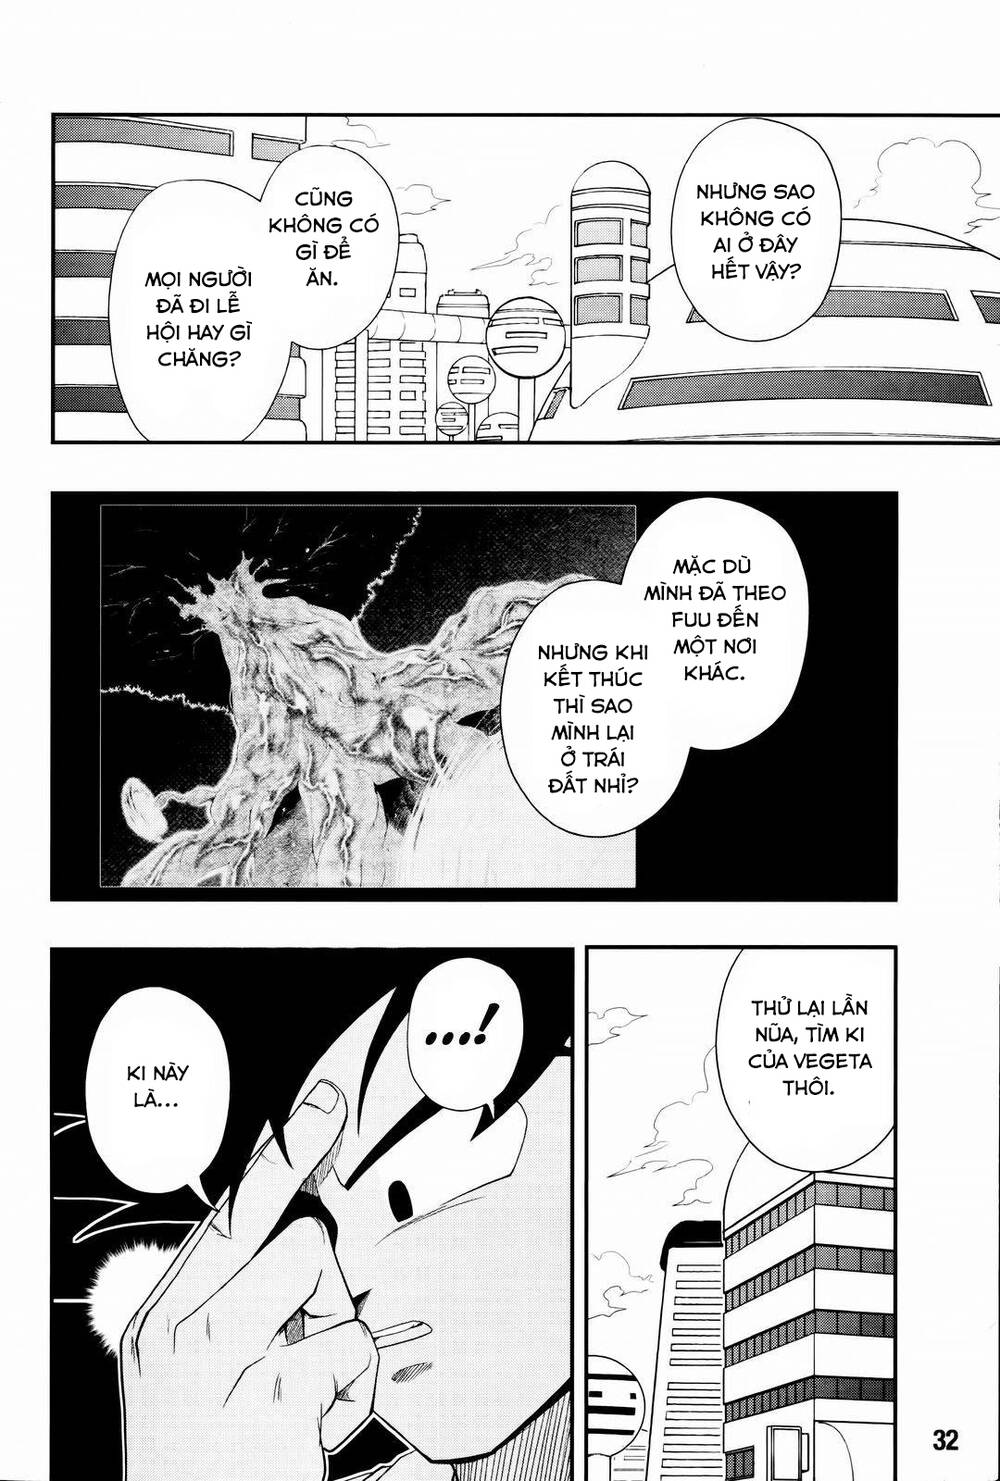 NHƯNG SAO
KHÔNG CÓ
AI Ở ĐÂY
HẾT VẬY?
CŨNG
KHÔNG CÓ
GÌ ĐỂ
ĂN.
MỌI NGƯỜI
ĐÃ ĐI LỄ
HỘI HAY GÌ
CHĂNG?
MẶC DÙ
MÌNH ĐÃ THEO
FUU ĐẾN
MỘT NƠI
KHÁC.
NHƯNG KHI
KẾT THÚC
THÌ SAO
MÌNH LẠI
Ở TRÁI
ĐẤT NHỈ?
THỬ LẠI LẦN
NŨA, TÌM KI
CỦA VEGETA
THÔI.
....!
KI NÀY
LÀ...
32